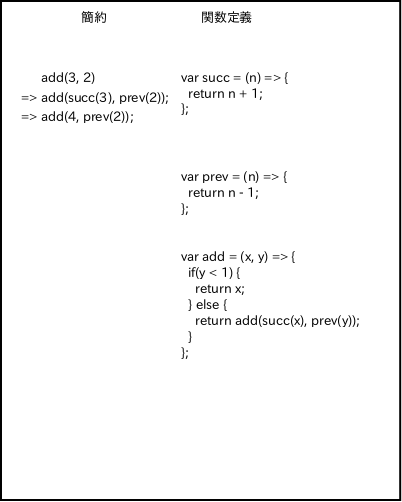 簡約
関数定義
add(3, 2)
=> add(succ(3), prev(2));
=> add(4, prev(2));
var succ = (n) => {
return n + 1;
};
var prev = (n) => {
return n - 1;
};
var add = (x, y) => {
if(y < 1) {
return x;
} else {
return add(succ(x), prev(y));
}
};